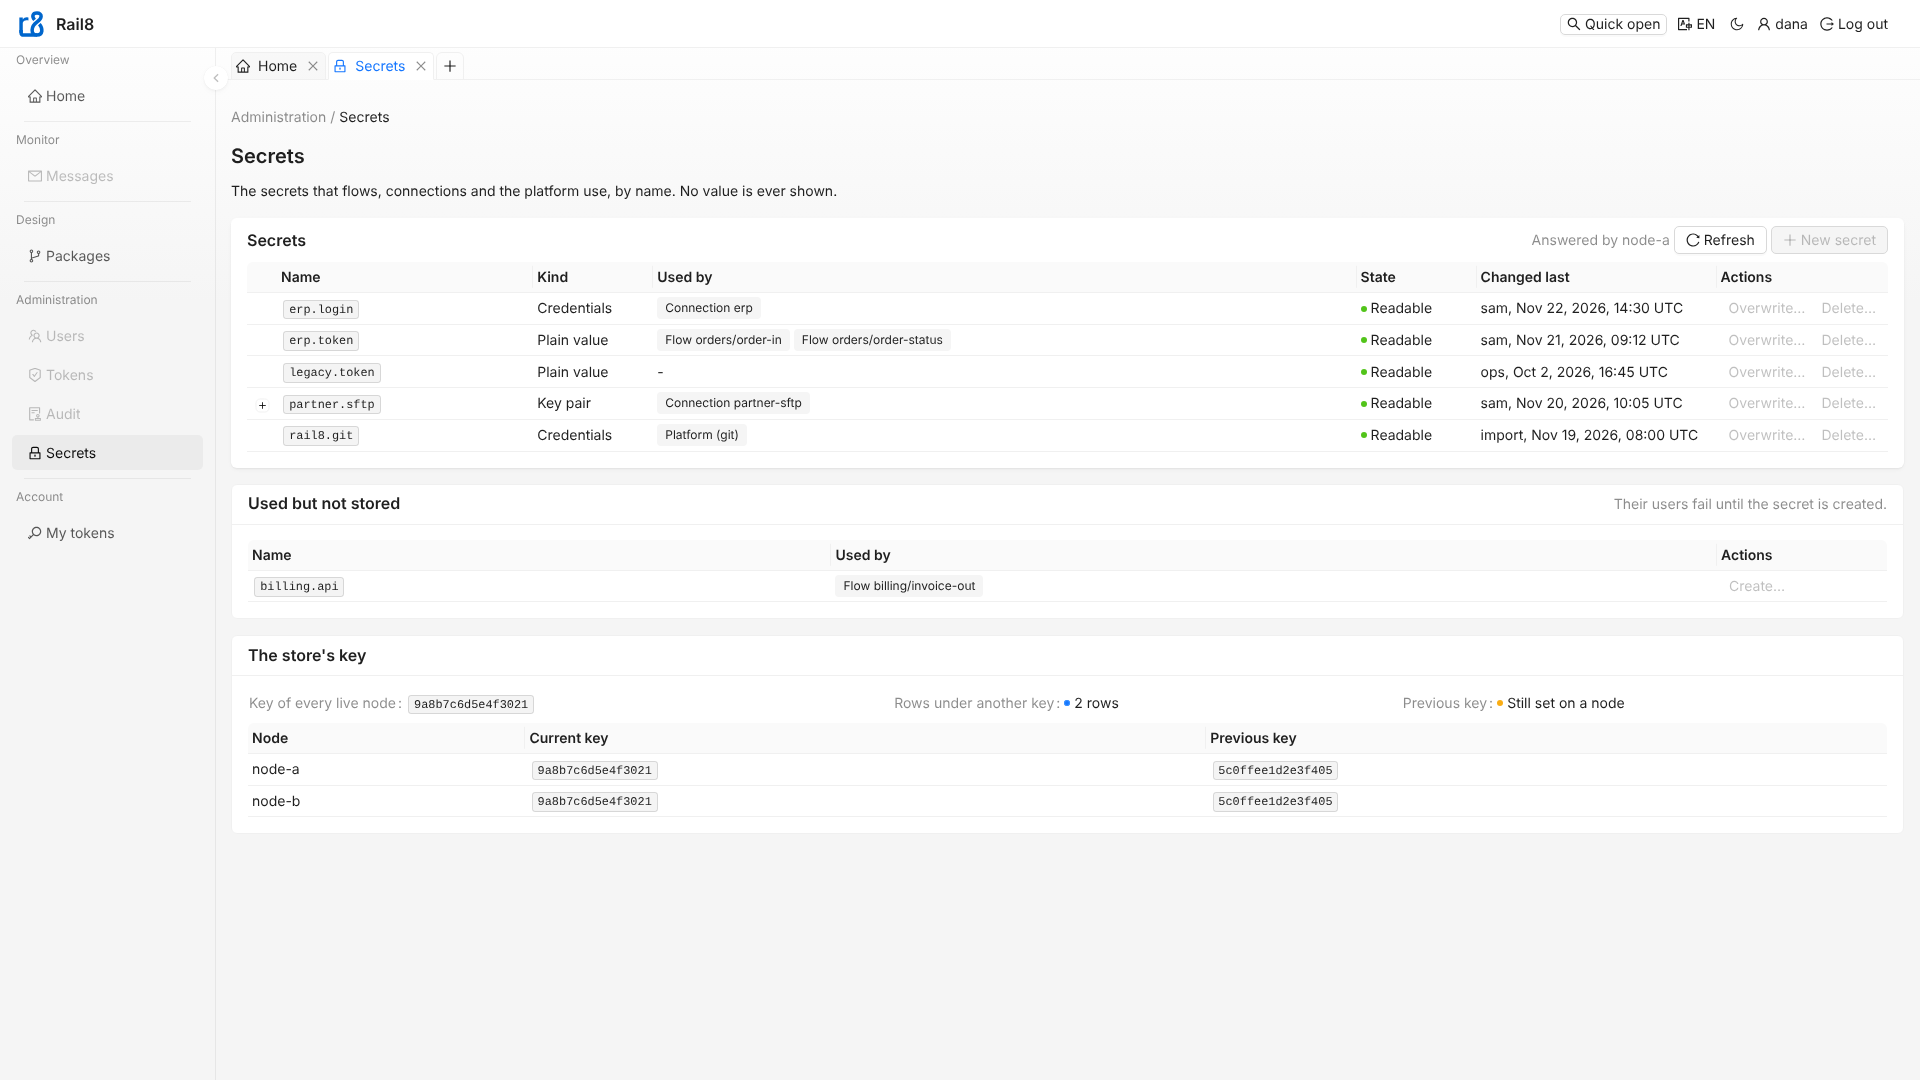 Rail8
Quick open EN dana Log out
Overview
Home
Monitor
Messages
Design
Packages
Administration
Users
Tokens
Audit
Secrets
Account
My tokens
Home Secrets
Administration / Secrets
Secrets
The secrets that flows, connections and the platform use, by name. No value is ever shown.
Secrets Answered by node-a Refresh New secret
Name Kind Used by State Changed last Actions
erp.login Credentials Connection erp Readable sam, Nov 22, 2026, 14:30 UTC Overwrite... Delete...
erp.token Plain value Flow orders/order-in Flow orders/order-status Readable sam, Nov 21, 2026, 09:12 UTC Overwrite... Delete...
legacy.token Plain value - Readable ops, Oct 2, 2026, 16:45 UTC Overwrite... Delete...
+ partner.sftp Key pair Connection partner-sftp Readable sam, Nov 20, 2026, 10:05 UTC Overwrite... Delete...
rail8.git Credentials Platform (git) Readable import, Nov 19, 2026, 08:00 UTC Overwrite... Delete...
Used but not stored Their users fail until the secret is created.
Name Used by Actions
billing.api Flow billing/invoice-out Create...
The store's key
Key of every live node: 9a8b7c6d5e4f3021 Rows under another key: 2 rows Previous key: Still set on a node
Node Current key Previous key
node-a 9a8b7c6d5e4f3021 5c0ffee1d2e3f405
node-b 9a8b7c6d5e4f3021 5c0ffee1d2e3f405